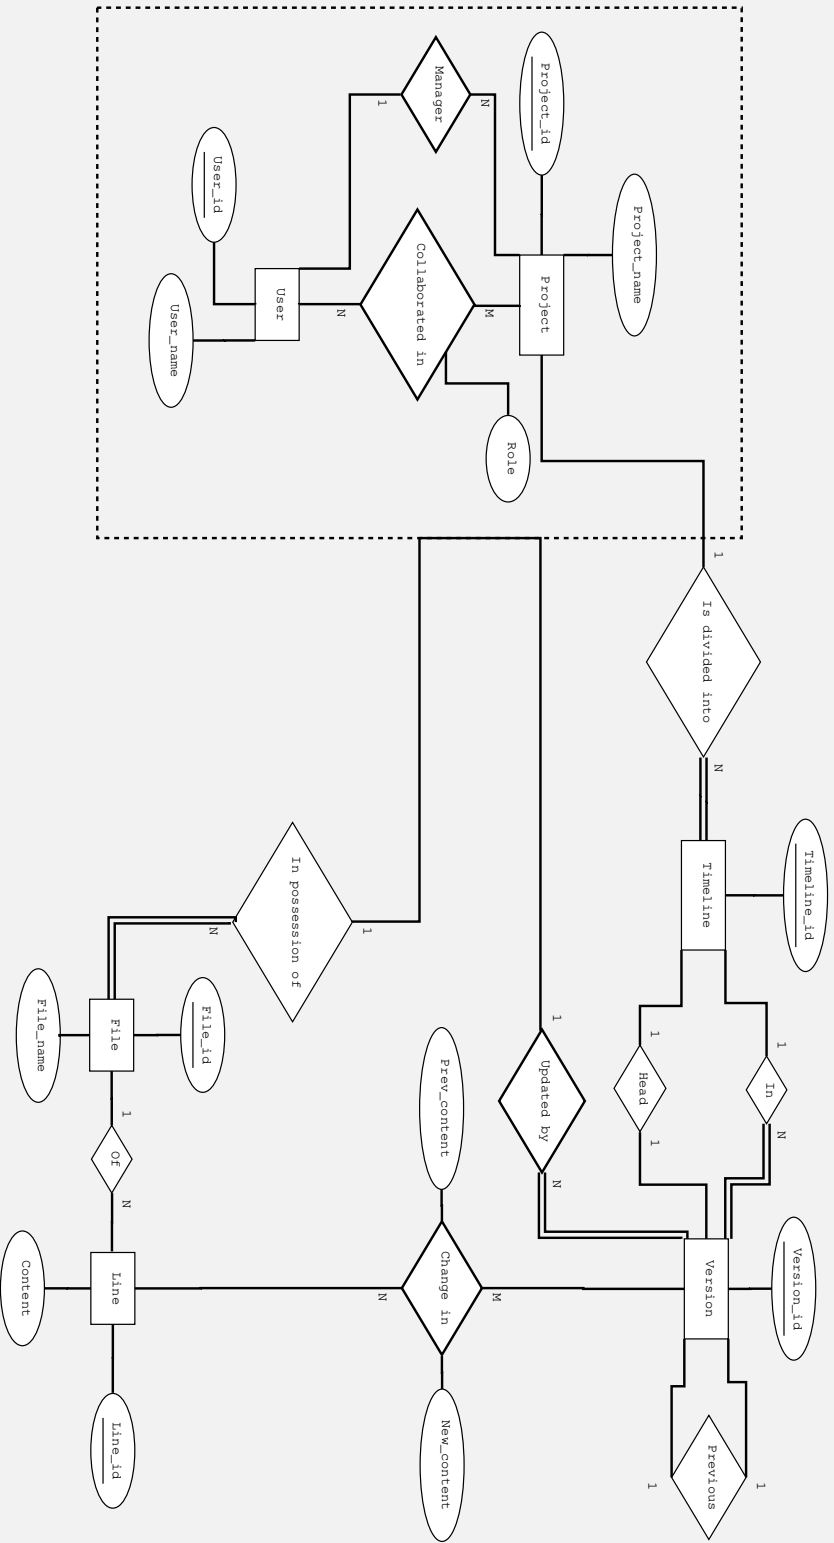 Timeline_id
Version_id
1
N
In
1
1
N
Previous
Version
Is divided into
Timeline
1
1
1
Head
Project_name
1
N
Project_id
Project
Updated by
Role
M
M
N
Prev_content
Change in
New_content
Manager
Collaborated in
1
N
1
N
In possession of
User
User_id
N
File_id
User_name
1
N
File
Of
Line
Line_id
File_name
Content